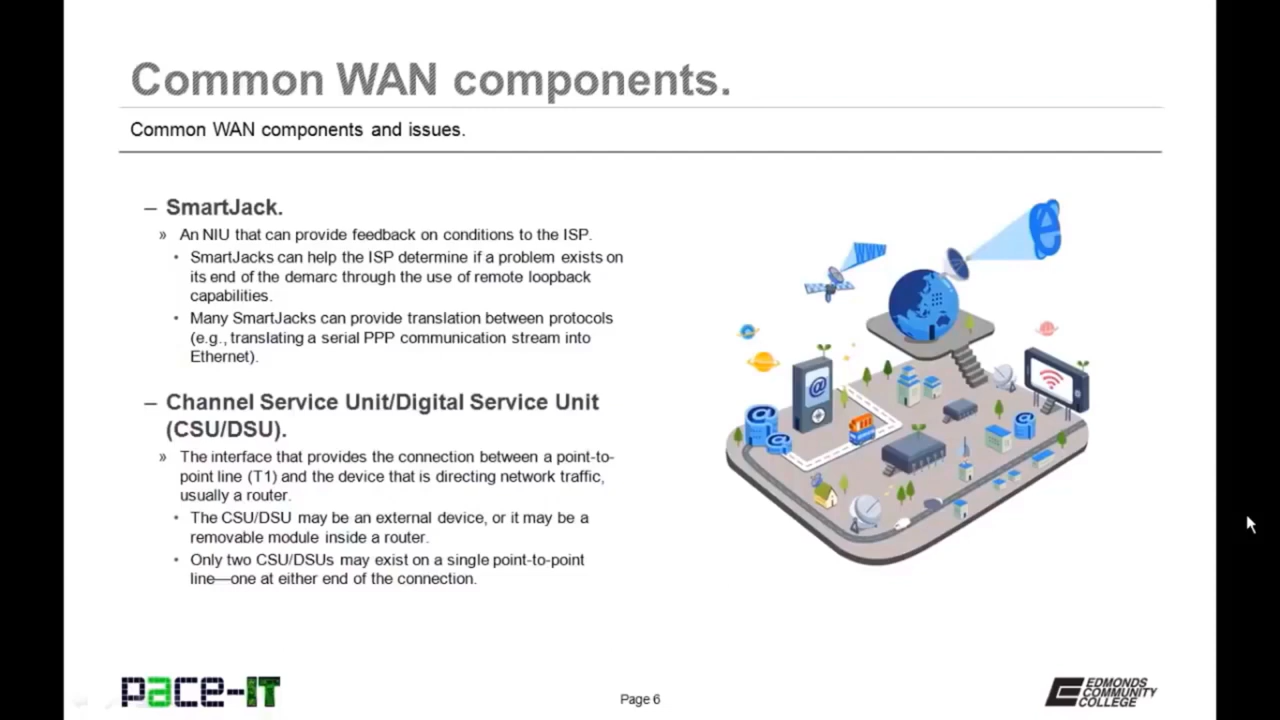 Common WAN components.
Common WAN components and issues.
– SmartJack.
» An NIU that can provide feedback on conditions to the ISP.
• SmartJacks can help the ISP determine if a problem exists on
its end of the demarc through the use of remote loopback
capabilities.
• Many SmartJacks can provide translation between protocols
(e.g., translating a serial PPP communication stream into
Ethernet).
– Channel Service Unit/Digital Service Unit
(CSU/DSU).
» The interface that provides the connection between a point-to-
point line (T1) and the device that is directing network traffic,
usually a router.
• The CSU/DSU may be an external device, or it may be a
removable module inside a router.
• Only two CSU/DSUs may exist on a single point-to-point
line—one at either end of the connection.
WWW
e
@
@
@
@
pace-IT
Page 6
EDMONDS
COMMUNITY
COLLEGE